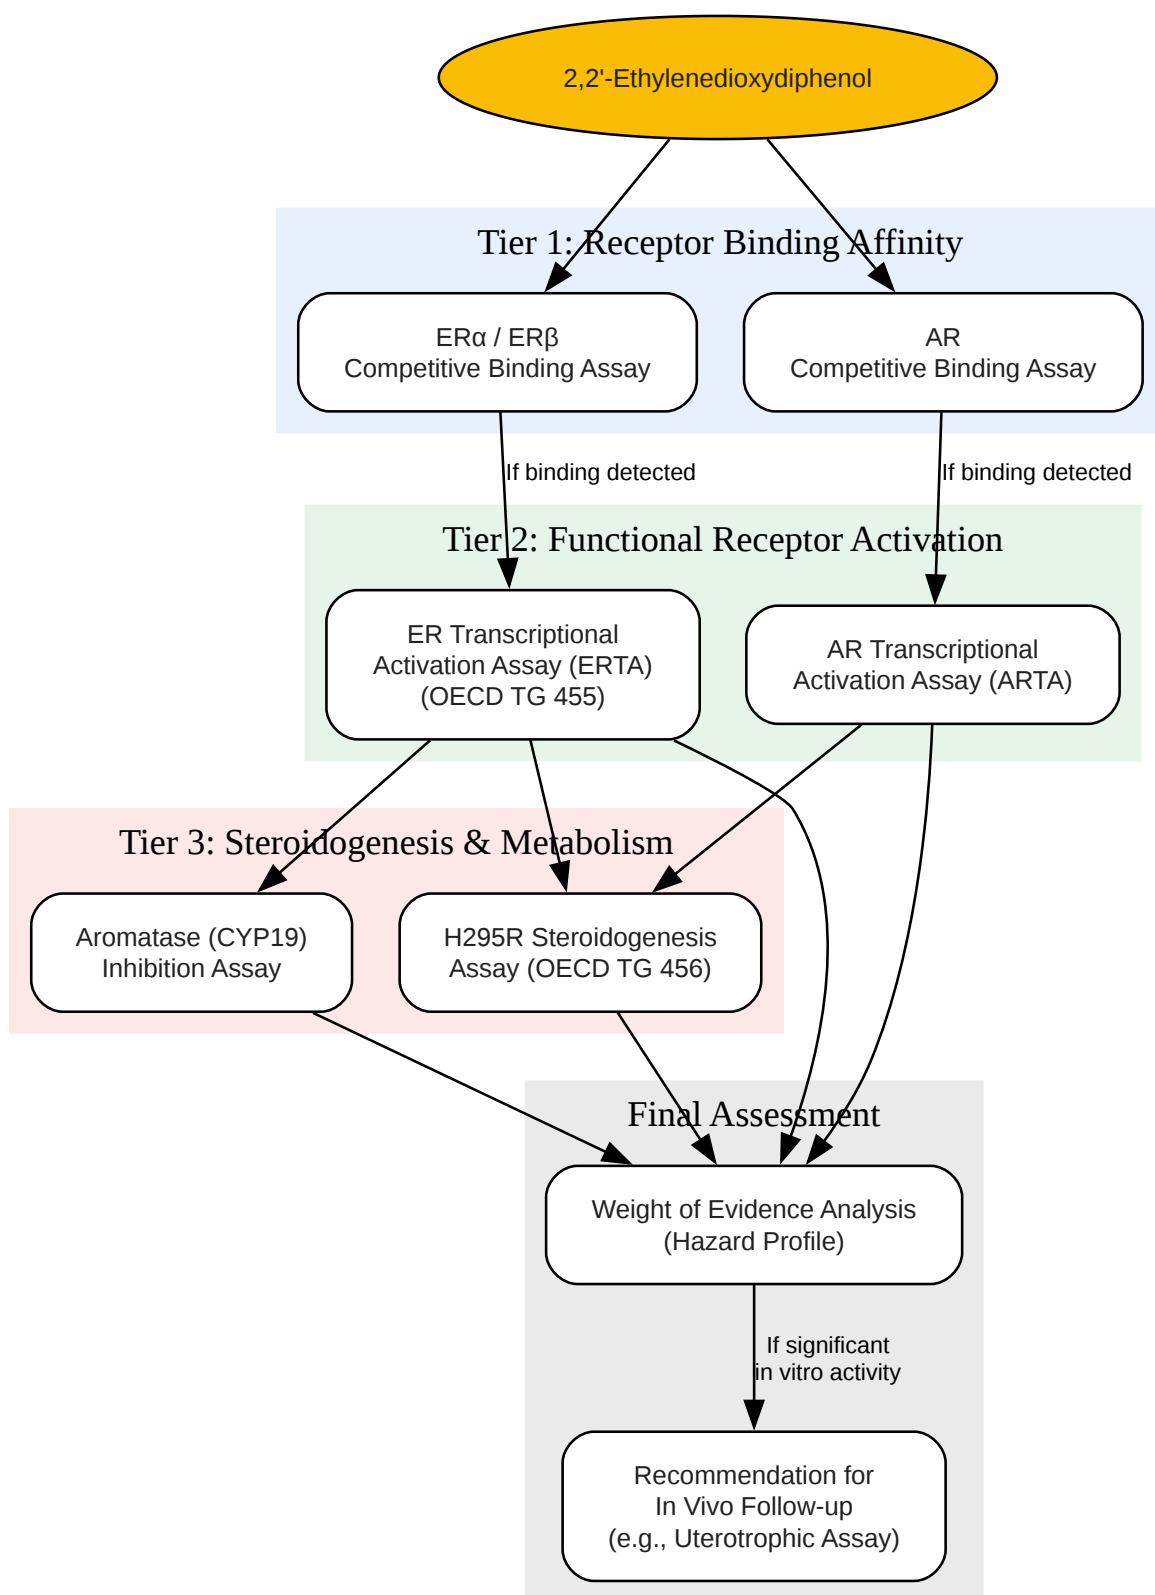 2,2'-Ethylenedioxydiphenol
Tier 1: Receptor Binding Affinity
ERα / ERβ
Competitive Binding Assay
AR
Competitive Binding Assay
If binding detected
If binding detected
Tier 2: Functional Receptor Activation
ER Transcriptional
Activation Assay (ERTA)
(OECD TG 455)
AR Transcriptional
Activation Assay (ARTA)
Tier 3: Steroidogenesis & Metabolism
Aromatase (CYP19)
Inhibition Assay
H295R Steroidogenesis
Assay (OECD TG 456)
Final Assessment
Weight of Evidence Analysis
(Hazard Profile)
If significant
in vitro activity
Recommendation for
In Vivo Follow-up
(e.g., Uterotrophic Assay)